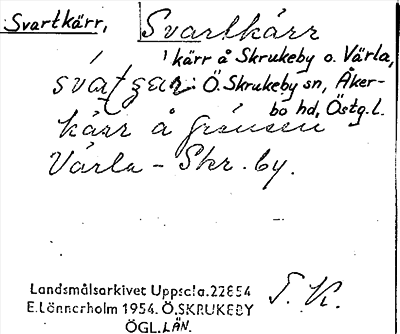 Svartkärr, Svartkärr
kärr å Skrukeby o. Värla,
Ö. Skrukeby sn, Åker-
bo hd, Östg.l.
kärr å gränsen
Värla - Skr. by.
Landsmålsarkivet Uppsala.22854
E.Lönnerholm 1954. Ö.SKRUKEBY
ÖGL.LÄN.
T. K.